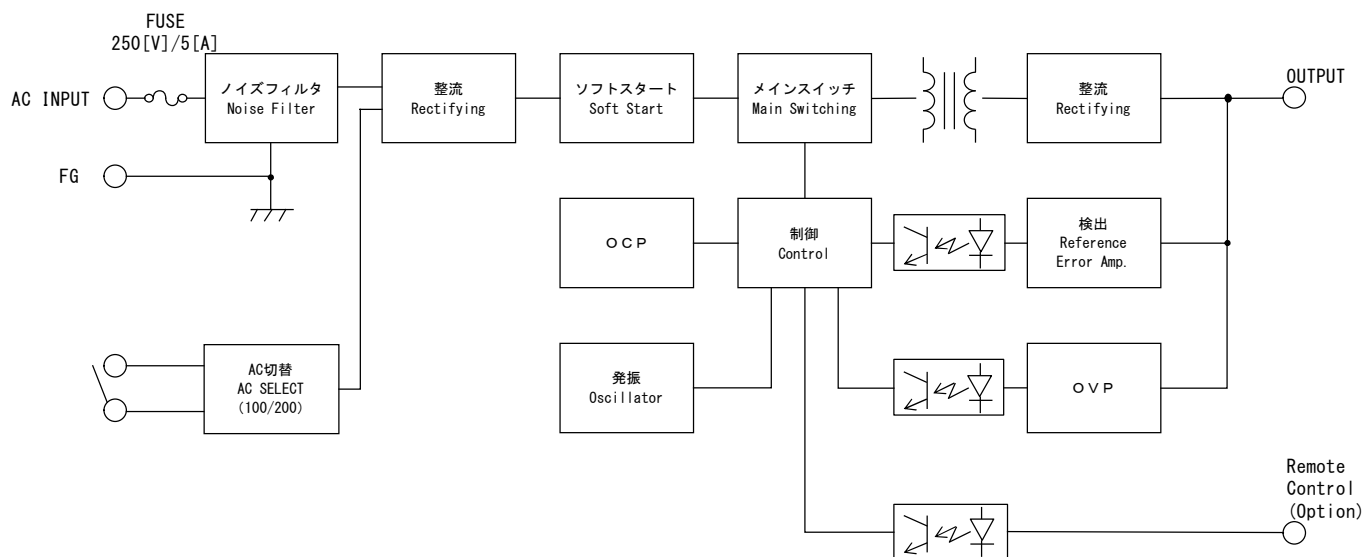 FUSE
250[V]/5[A]
AC INPUT
ノイズフィルタ
Noise Filter
整流
Rectifying
ソフトスタート
Soft Start
メインスイッチ
Main Switching
整流
Rectifying
OUTPUT
FG
ＯＣＰ
制御
Control
検出
Reference
Error Amp.
AC切替
AC SELECT
(100/200)
発振
Oscillator
ＯＶＰ
Remote
Control
(Option)